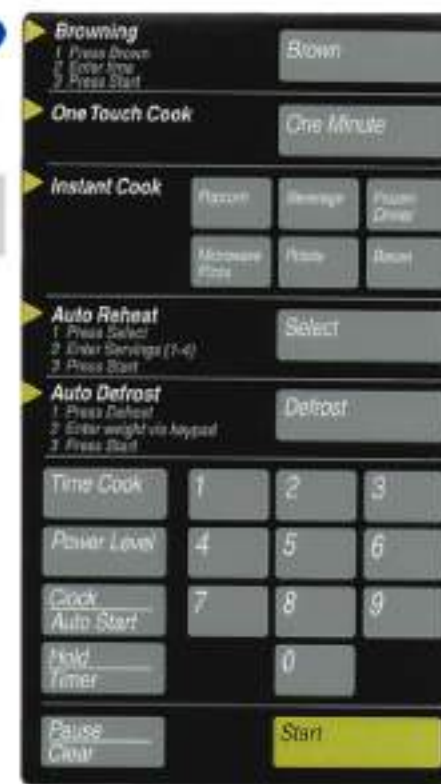 Browning
1 Press Brown
2 Enter time
3 Press Start
Brown
One Touch Cook
One Minute
Instant Cook
Popcorn
Beverage
Frozen
Dinner
Microwave
Pizza
Potato
Bacon
Auto Reheat
1 Press Select
2 Enter Servings (1-4)
3 Press Start
Select
Auto Defrost
1 Press Defrost
2 Enter weight via keypad
3 Press Start
Defrost
Time Cook
1
2
3
Power Level
4
5
6
Clock
Auto Start
7
8
9
Hold
Timer
0
Pause
Clear
Start